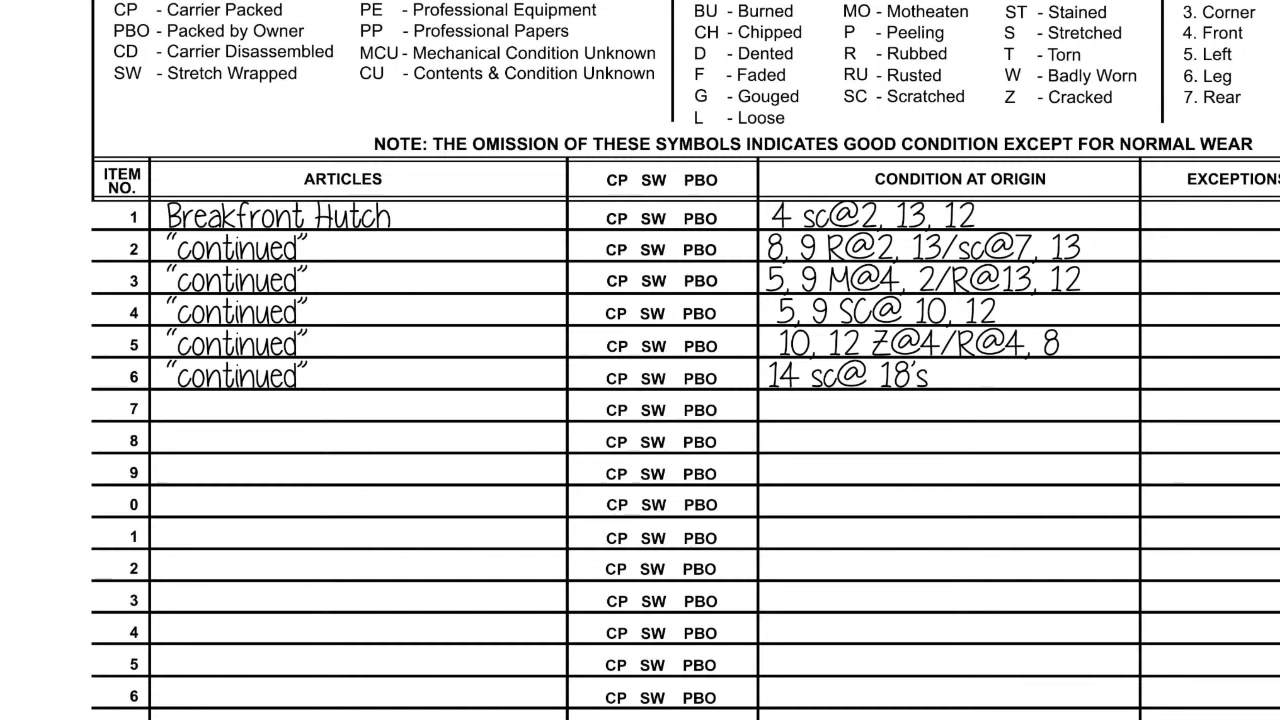 CP - Carrier Packed PE - Professional Equipment BU - Burned MO - Motheaten ST - Stained 3. Corner
PBO - Packed by Owner PP - Professional Papers CH - Chipped P - Peeling S - Stretched 4. Front
CD - Carrier Disassembled MCU - Mechanical Condition Unknown D - Dented R - Rubbed T - Torn 5. Left
SW - Stretch Wrapped CU - Contents & Condition Unknown F - Faded RU - Rusted W - Badly Worn 6. Leg
G - Gouged SC - Scratched Z - Cracked 7. Rear
L - Loose
NOTE: THE OMISSION OF THESE SYMBOLS INDICATES GOOD CONDITION EXCEPT FOR NORMAL WEAR
ITEM NO. ARTICLES CP SW PBO CONDITION AT ORIGIN EXCEPTIONS
1 Breakfront Hutch CP SW PBO 4 sc@2, 13, 12
2 "continued" CP SW PBO 8, 9 R@2, 13/sc@7, 13
3 "continued" CP SW PBO 5, 9 M@4, 2/R@13, 12
4 "continued" CP SW PBO 5, 9 SC@ 10, 12
5 "continued" CP SW PBO 10, 12 Z@4/R@4, 8
6 "continued" CP SW PBO 14 sc@ 18's
7 CP SW PBO
8 CP SW PBO
9 CP SW PBO
0 CP SW PBO
1 CP SW PBO
2 CP SW PBO
3 CP SW PBO
4 CP SW PBO
5 CP SW PBO
6 CP SW PBO